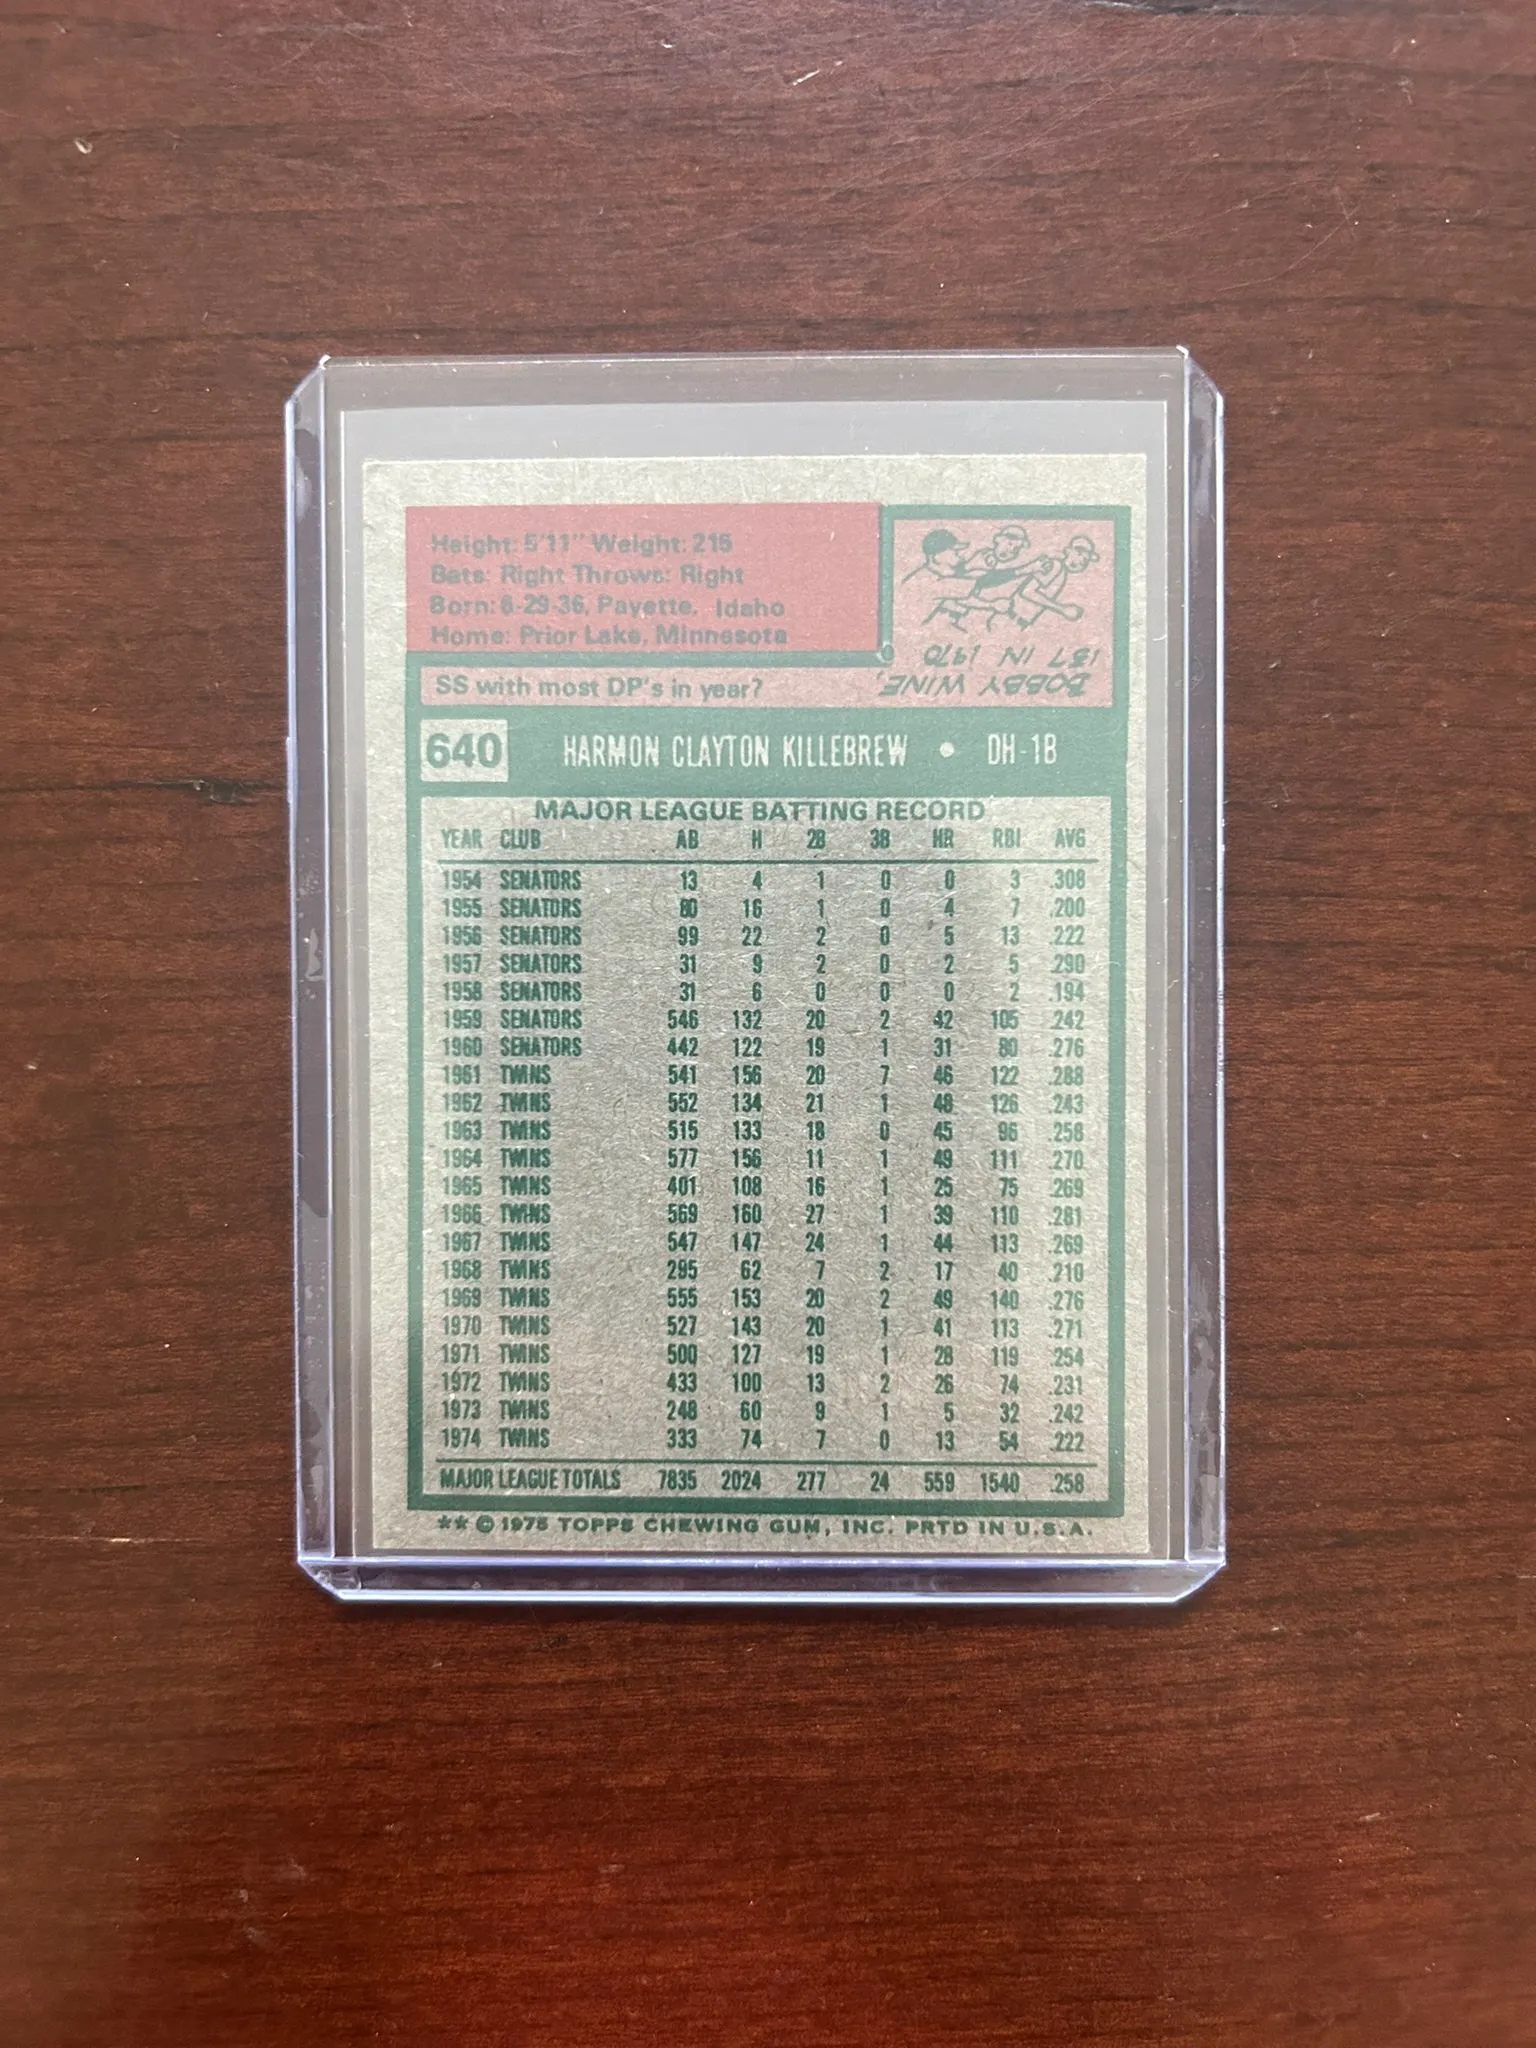 Height: 5'11" Weight: 215
Bats: Right Throws: Right
Born: 6-29-36, Payette, Idaho
Home: Prior Lake, Minnesota
SS with most DP's in year?
BOBBY WINE,
137 IN 1970
640 HARMON CLAYTON KILLEBREW • DH-1B
MAJOR LEAGUE BATTING RECORD
YEAR CLUB AB H 2B 3B HR RBI AVG
1954 SENATORS 13 4 1 0 0 3 .308
1955 SENATORS 80 16 1 0 4 7 .200
1956 SENATORS 99 22 2 0 5 13 .222
1957 SENATORS 31 9 2 0 2 5 .290
1958 SENATORS 31 6 0 0 0 2 .194
1959 SENATORS 546 132 20 2 42 105 .242
1960 SENATORS 442 122 19 1 31 80 .276
1961 TWINS 541 156 20 7 46 122 .288
1962 TWINS 552 134 21 1 48 126 .243
1963 TWINS 515 133 18 0 45 96 .258
1964 TWINS 577 156 11 1 49 111 .270
1965 TWINS 401 108 16 1 25 75 .269
1966 TWINS 569 160 27 1 39 110 .281
1967 TWINS 547 147 24 1 44 113 .269
1968 TWINS 295 62 7 2 17 40 .210
1969 TWINS 555 153 20 2 49 140 .276
1970 TWINS 527 143 20 1 41 113 .271
1971 TWINS 500 127 19 1 28 119 .254
1972 TWINS 433 100 13 2 26 74 .231
1973 TWINS 248 60 9 1 5 32 .242
1974 TWINS 333 74 7 0 13 54 .222
MAJOR LEAGUE TOTALS 7835 2024 277 24 559 1540 .258
** © 1975 TOPPS CHEWING GUM, INC. PRTD IN U.S.A.